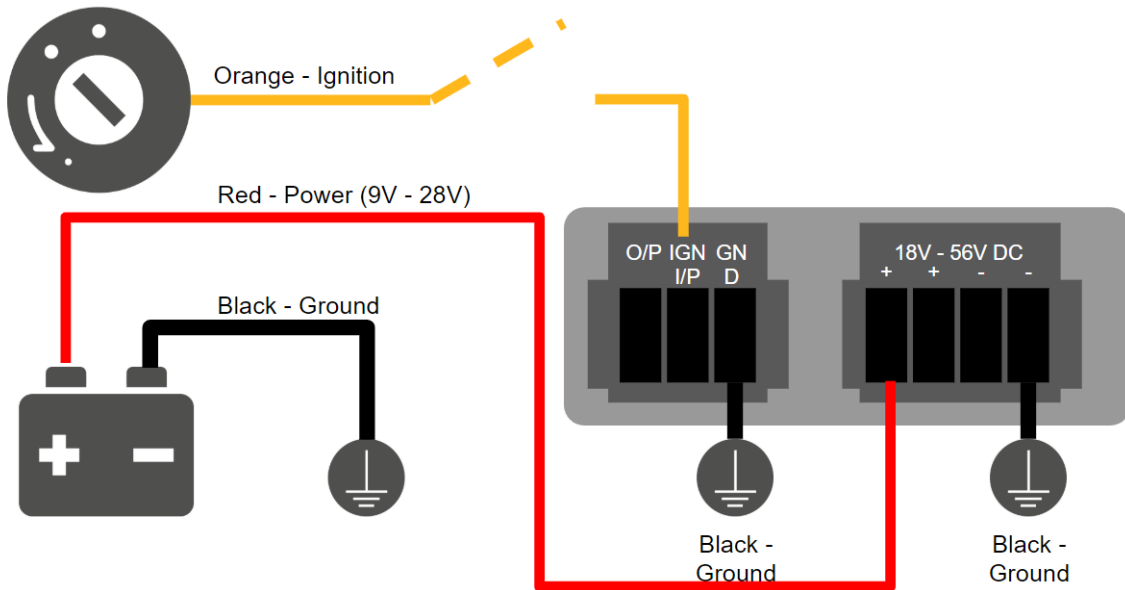 Orange - Ignition
Red - Power (9V - 28V)
O/P IGN GN
I/P D
18V - 56V DC
+ + - -
Black - Ground
Black -
Ground
Black -
Ground